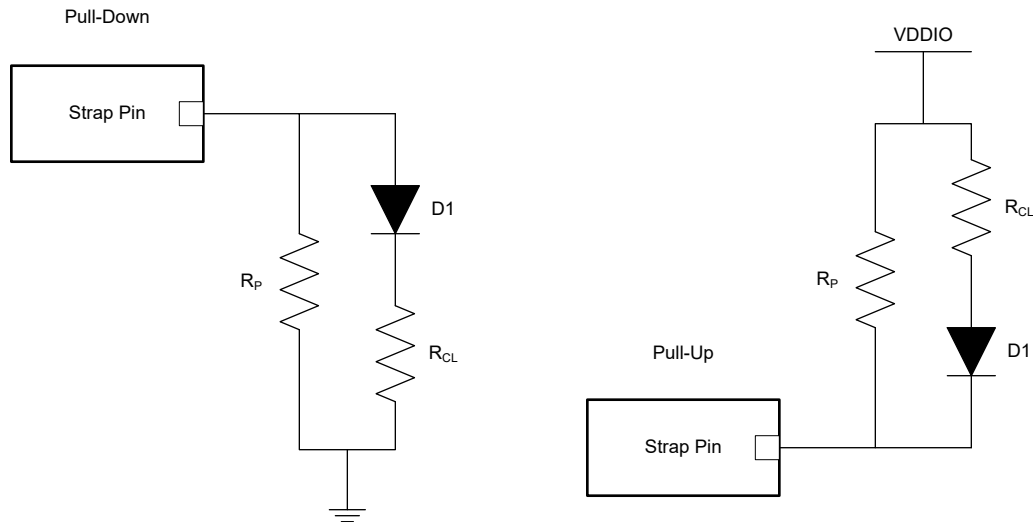 Pull-Down
Strap Pin
D1
RP
RCL
VDDIO
RCL
RP
D1
Pull-Up
Strap Pin